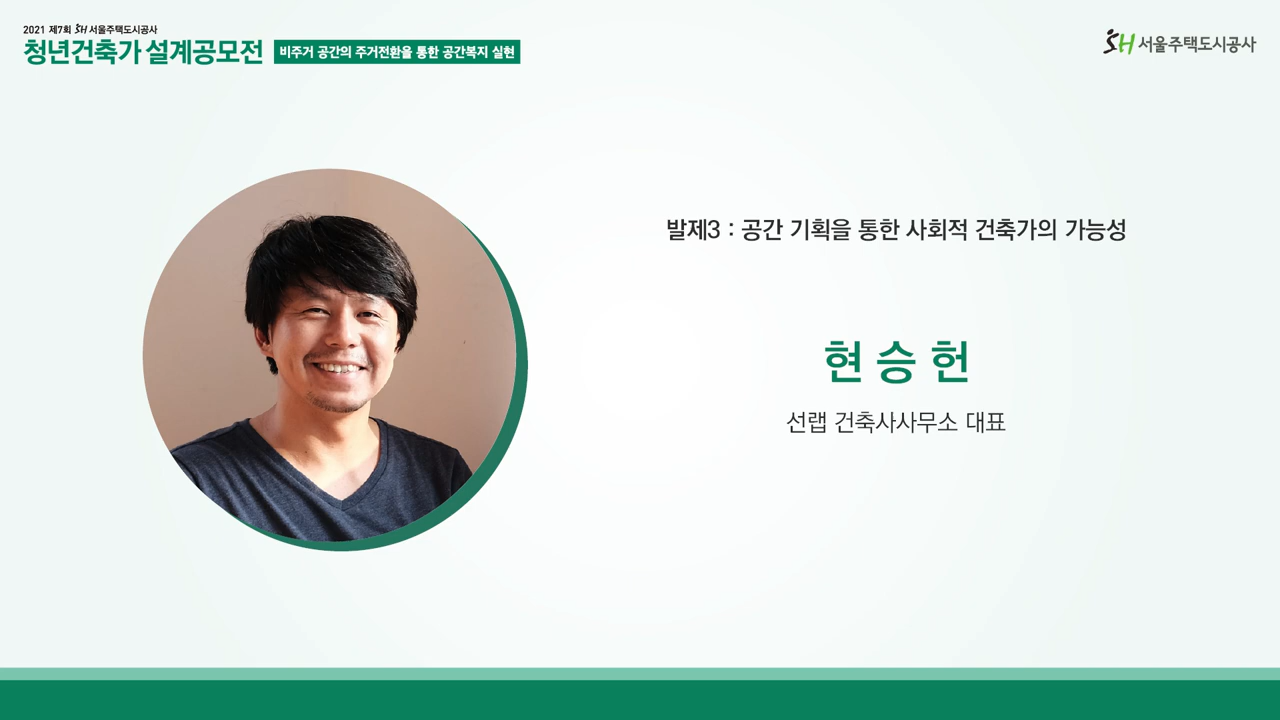 2021 제7회 SH 서울주택도시공사
청년건축가 설계공모전 비주거 공간의 주거전환을 통한 공간복지 실현
SH 서울주택도시공사
발제3 : 공간 기획을 통한 사회적 건축가의 가능성
현승헌
선랩 건축사사무소 대표